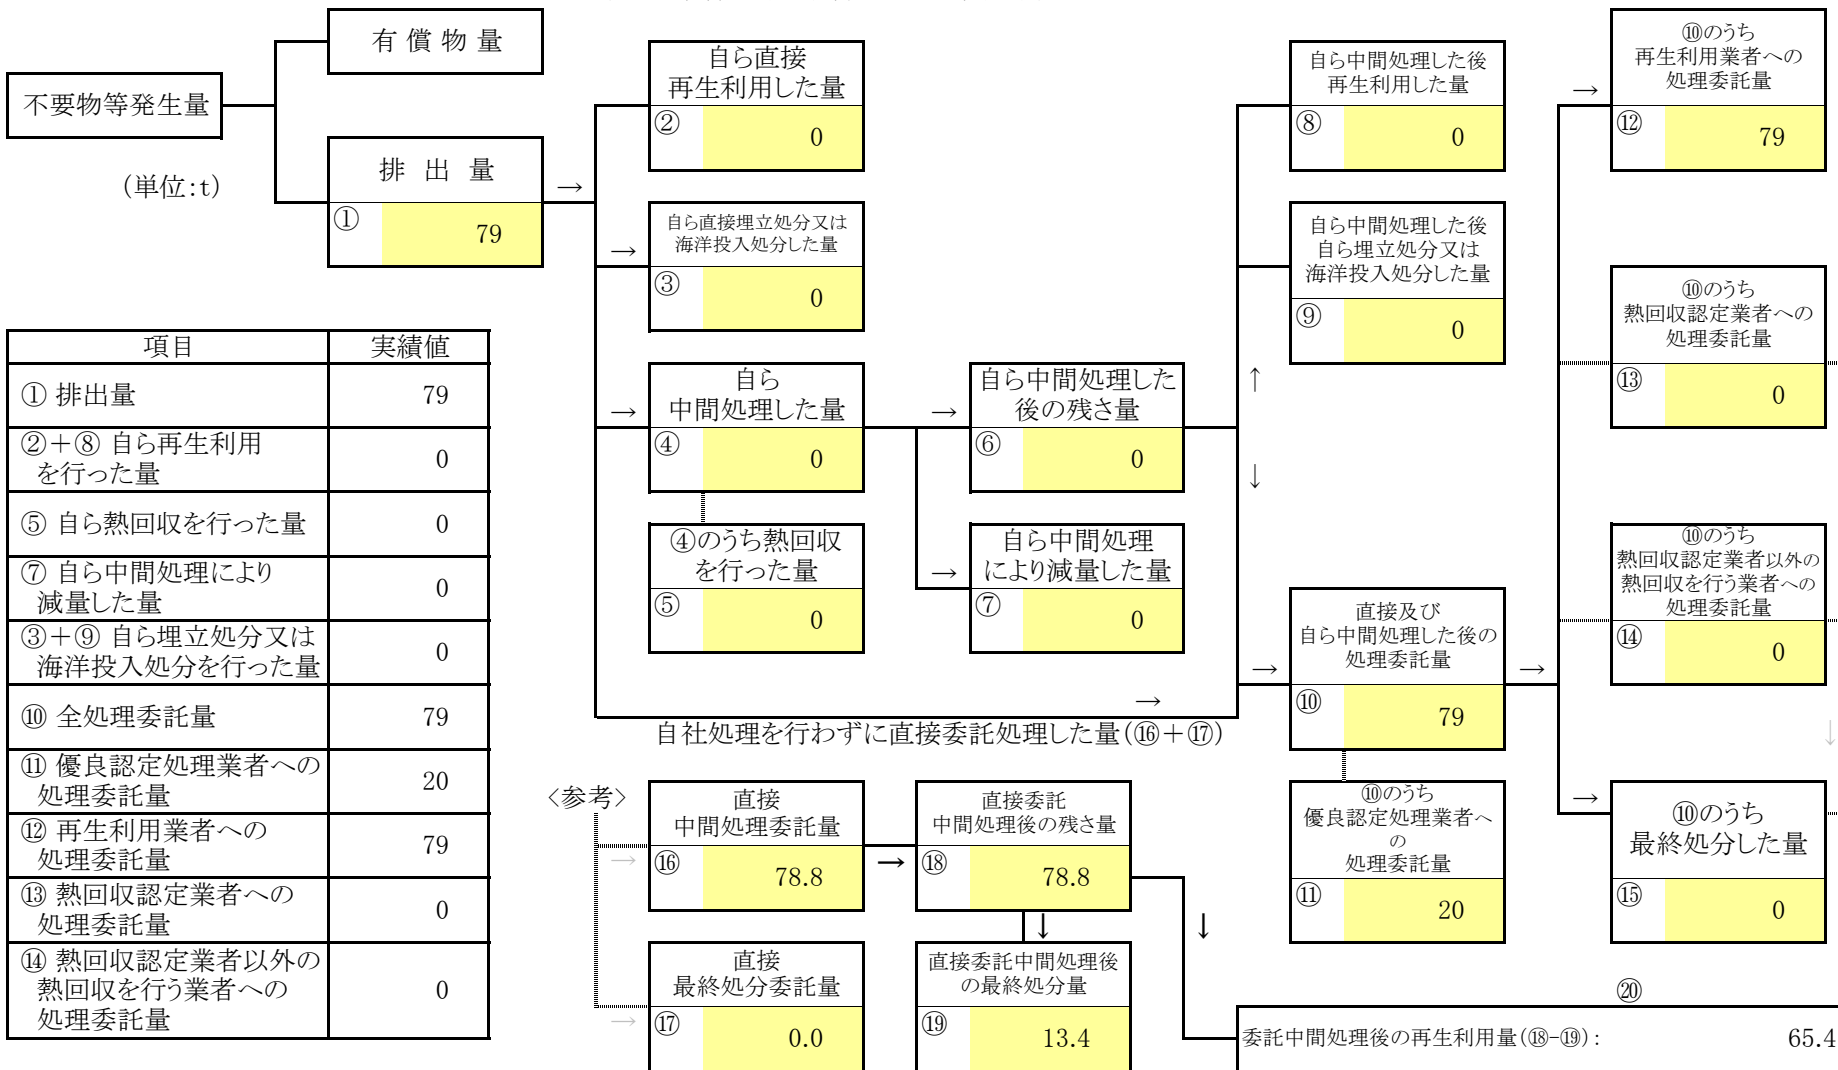 不要物等発生量
(単位:t)
有 償 物 量
排 出 量
①
79
→
自ら直接
再生利用した量
②
0
→
自ら直接埋立処分又は
海洋投入処分した量
③
0
→
自ら
中間処理した量
④
0
④のうち熱回収
を行った量
⑤
0
→
自ら中間処理した
後の残さ量
⑥
0
→
自ら中間処理
により減量した量
⑦
0
自ら中間処理した後
再生利用した量
⑧
0
自ら中間処理した後
自ら埋立処分又は
海洋投入処分した量
⑨
0
↑
↓
→
自社処理を行わずに直接委託処理した量(⑯+⑰)
→
直接及び
自ら中間処理した後の
処理委託量
⑩
79
→
⑩のうち
優良認定処理業者へ
の
処理委託量
⑪
20
→
⑩のうち
再生利用業者への
処理委託量
⑫
79
⑩のうち
熱回収認定業者への
処理委託量
⑬
0
⑩のうち
熱回収認定業者以外の
熱回収を行う業者への
処理委託量
⑭
0
↓
→
⑩のうち
最終処分した量
⑮
0
項目 実績値
① 排出量 79
②+⑧ 自ら再生利用
を行った量 0
⑤ 自ら熱回収を行った量 0
⑦ 自ら中間処理により
減量した量 0
③+⑨ 自ら埋立処分又は
海洋投入処分を行った量 0
⑩ 全処理委託量 79
⑪ 優良認定処理業者への
処理委託量 20
⑫ 再生利用業者への
処理委託量 79
⑬ 熱回収認定業者への
処理委託量 0
⑭ 熱回収認定業者以外の
熱回収を行う業者への
処理委託量 0
<参考>
→
直接
中間処理委託量
⑯
78.8
→
直接委託
中間処理後の残さ量
⑱
78.8
↓
↓
→
直接
最終処分委託量
⑰
0.0
直接委託中間処理後
の最終処分量
⑲
13.4
⑳
委託中間処理後の再生利用量(⑱-⑲): 65.4